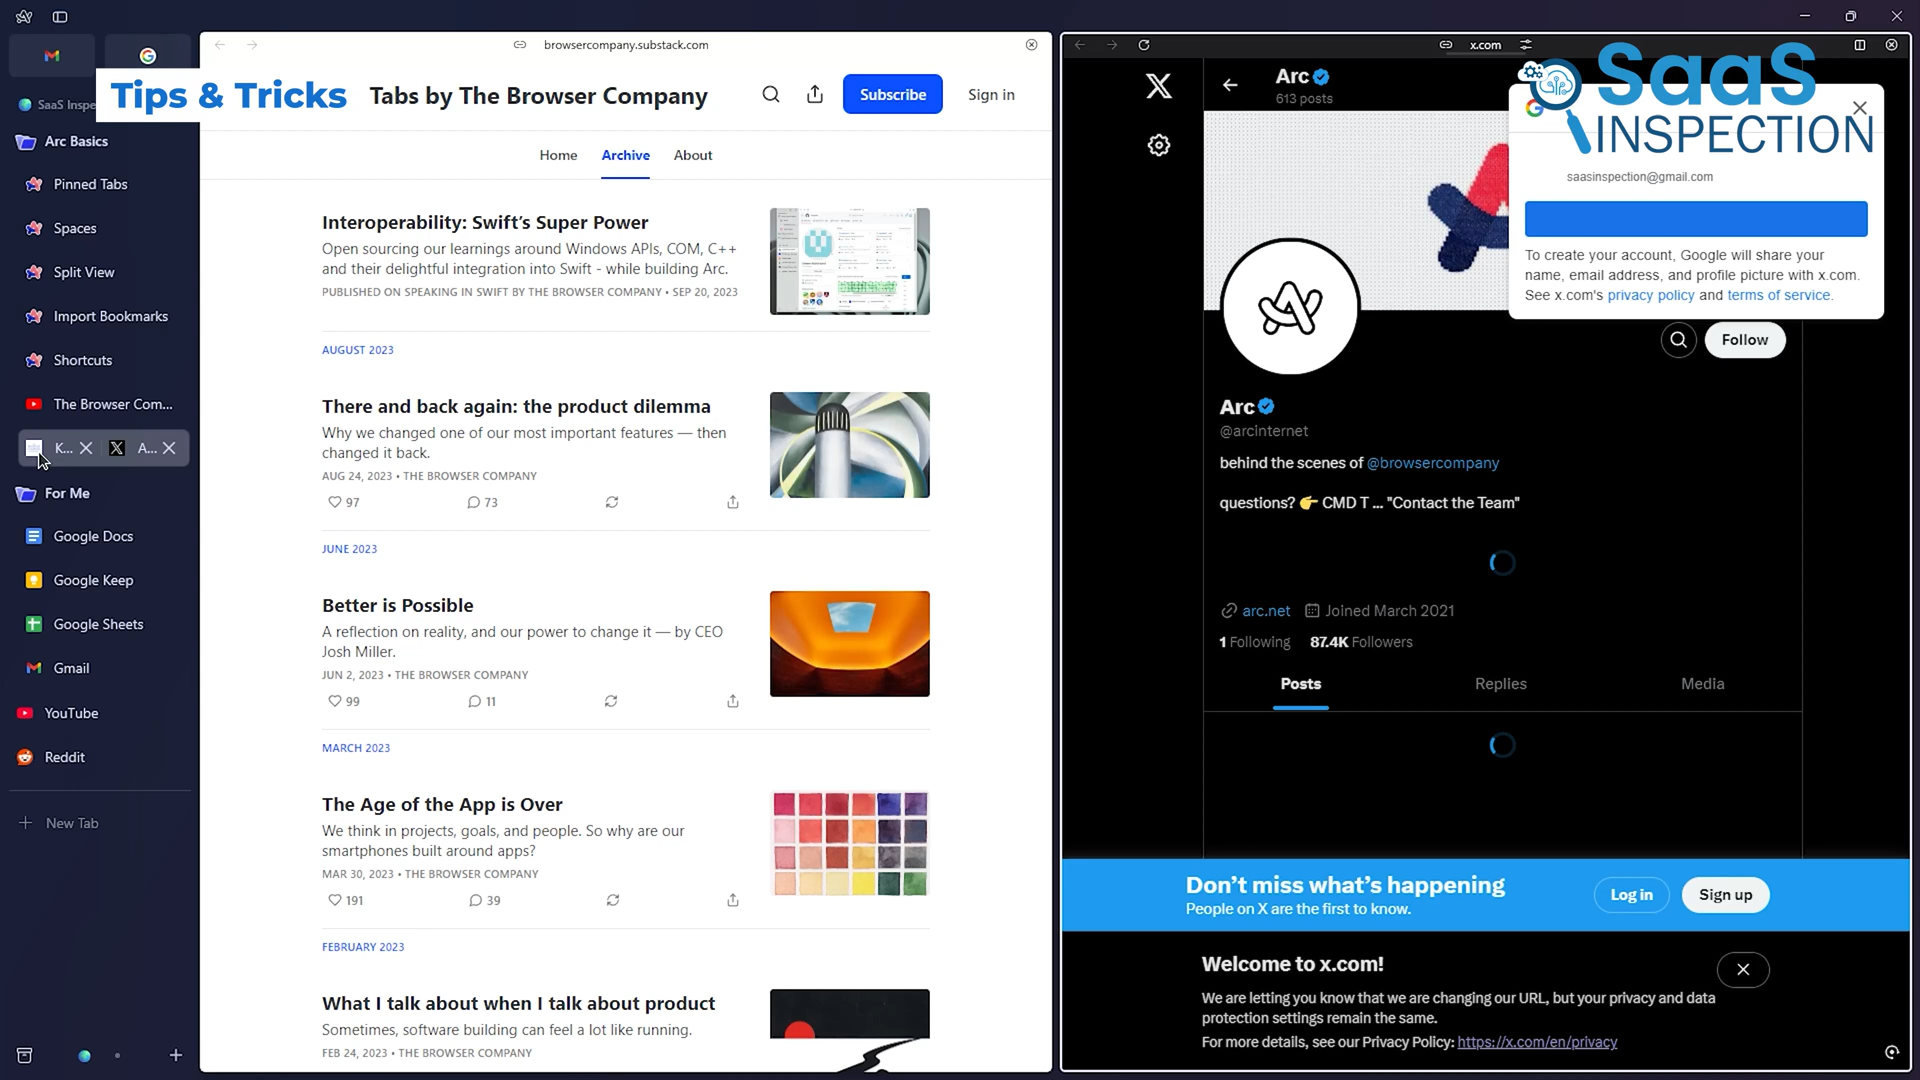 SaaS Inspe
Arc Basics
Pinned Tabs
Spaces
Split View
Import Bookmarks
Shortcuts
The Browser Com...
K... A...
For Me
Google Docs
Google Keep
Google Sheets
Gmail
YouTube
Reddit
New Tab
Tips & Tricks
browsercompany.substack.com
Tabs by The Browser Company
Subscribe
Sign in
Home
Archive
About
Interoperability: Swift’s Super Power
Open sourcing our learnings around Windows APIs, COM, C++
and their delightful integration into Swift - while building Arc.
PUBLISHED ON SPEAKING IN SWIFT BY THE BROWSER COMPANY • SEP 20, 2023
AUGUST 2023
There and back again: the product dilemma
Why we changed one of our most important features — then
changed it back.
AUG 24, 2023 • THE BROWSER COMPANY
97 73
JUNE 2023
Better is Possible
A reflection on reality, and our power to change it — by CEO
Josh Miller.
JUN 2, 2023 • THE BROWSER COMPANY
99 11
MARCH 2023
The Age of the App is Over
We think in projects, goals, and people. So why are our
smartphones built around apps?
MAR 30, 2023 • THE BROWSER COMPANY
191 39
FEBRUARY 2023
What I talk about when I talk about product
Sometimes, software building can feel a lot like running.
FEB 24, 2023 • THE BROWSER COMPANY
x.com
Arc
613 posts
SaaS
INSPECTION
saasinspection@gmail.com
To create your account, Google will share your
name, email address, and profile picture with x.com.
See x.com's privacy policy and terms of service.
Follow
Arc
@arcinternet
behind the scenes of @browsercompany
questions? 👉 CMD T ... "Contact the Team"
arc.net Joined March 2021
1 Following 87.4K Followers
Posts
Replies
Media
Don’t miss what’s happening
People on X are the first to know.
Log in
Sign up
Welcome to x.com!
We are letting you know that we are changing our URL, but your privacy and data
protection settings remain the same.
For more details, see our Privacy Policy: https://x.com/en/privacy